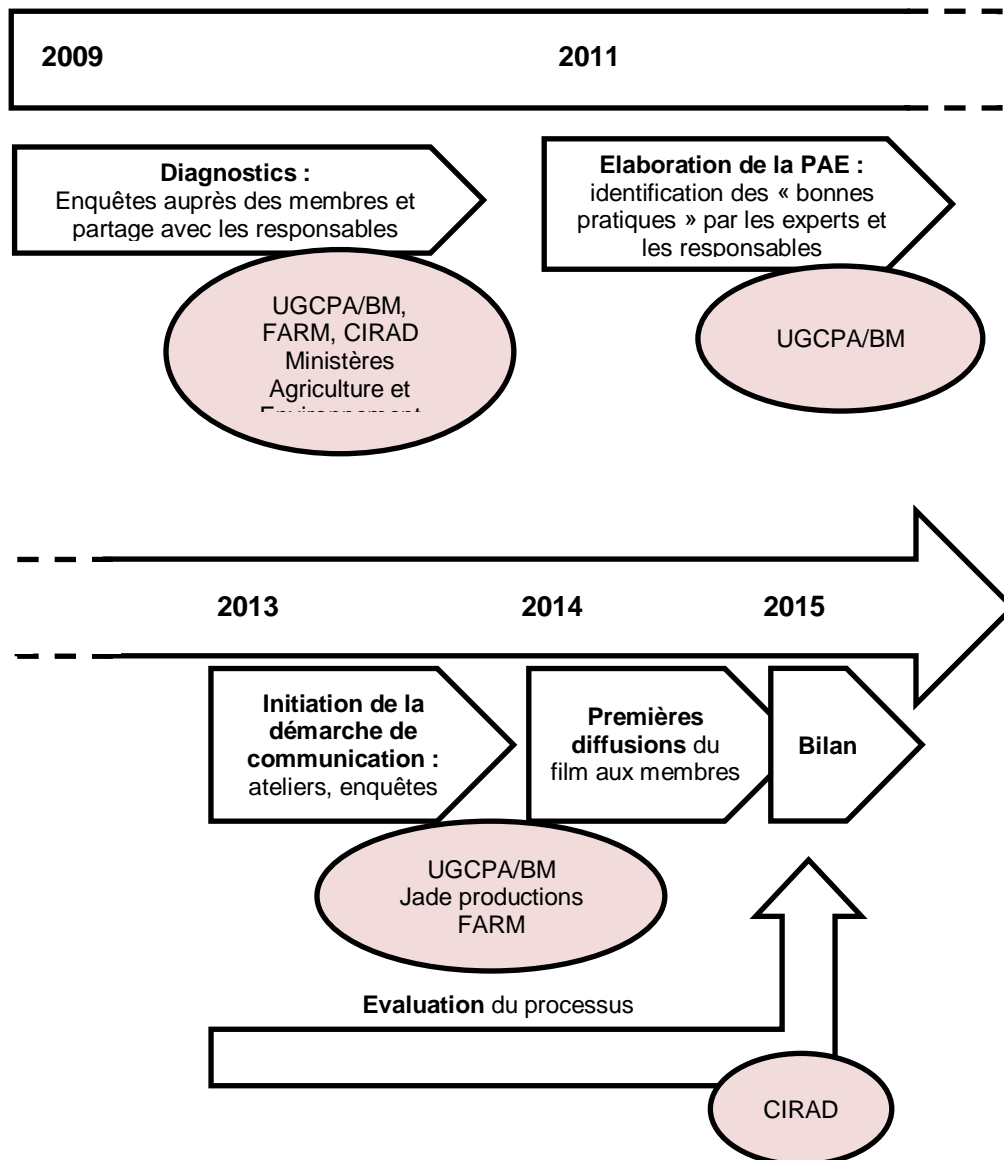 2009
2011
Diagnostics :
Enquêtes auprès des membres et
partage avec les responsables
Elaboration de la PAE :
identification des « bonnes
pratiques » par les experts et
les responsables
UGCPA/BM,
FARM, CIRAD
Ministères
Agriculture et
Environnement
UGCPA/BM
2013
2014
2015
Initiation de la
démarche de
communication :
ateliers, enquêtes
Premières
diffusions du
film aux membres
Bilan
UGCPA/BM
Jade productions
FARM
Evaluation du processus
CIRAD